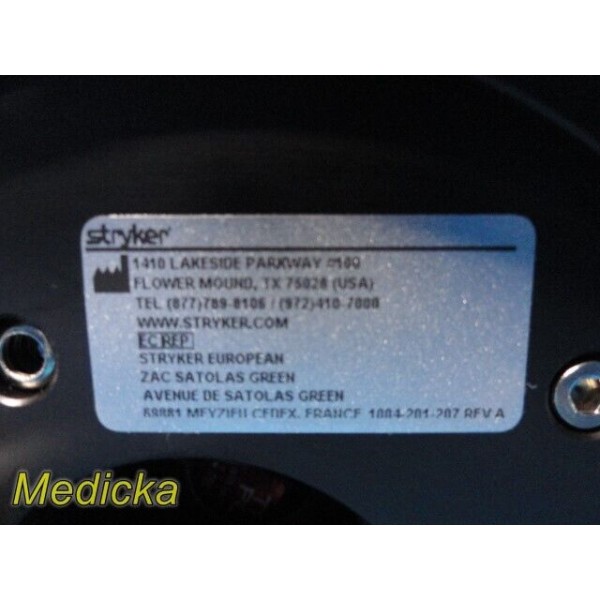 stryker
1410 LAKESIDE PARKWAY #100
FLOWER MOUND, TX 75028 (USA)
TEL (877)789-8106 / (972)410-7000
WWW.STRYKER.COM
EC REP
STRYKER EUROPEAN
ZAC SATOLAS GREEN
AVENUE DE SATOLAS GREEN
69881 MEYZIEU CEDEX, FRANCE 1004-201-207 REV A
Medicka